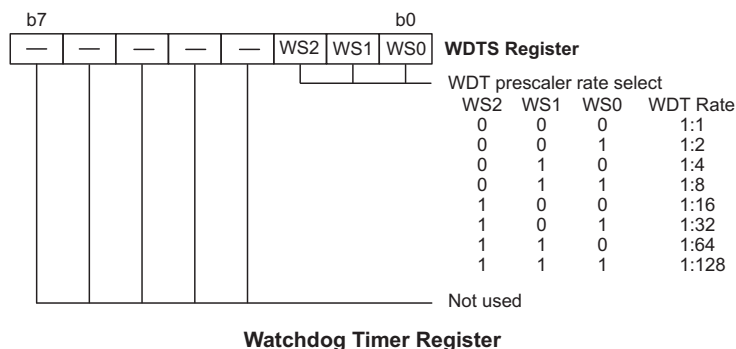 b7 b0
— — — — — WS2 WS1 WS0 WDTS Register
WDT prescaler rate select
WS2 WS1 WS0 WDT Rate
0 0 0 1:1
0 0 1 1:2
0 1 0 1:4
0 1 1 1:8
1 0 0 1:16
1 0 1 1:32
1 1 0 1:64
1 1 1 1:128
Not used
Watchdog Timer Register